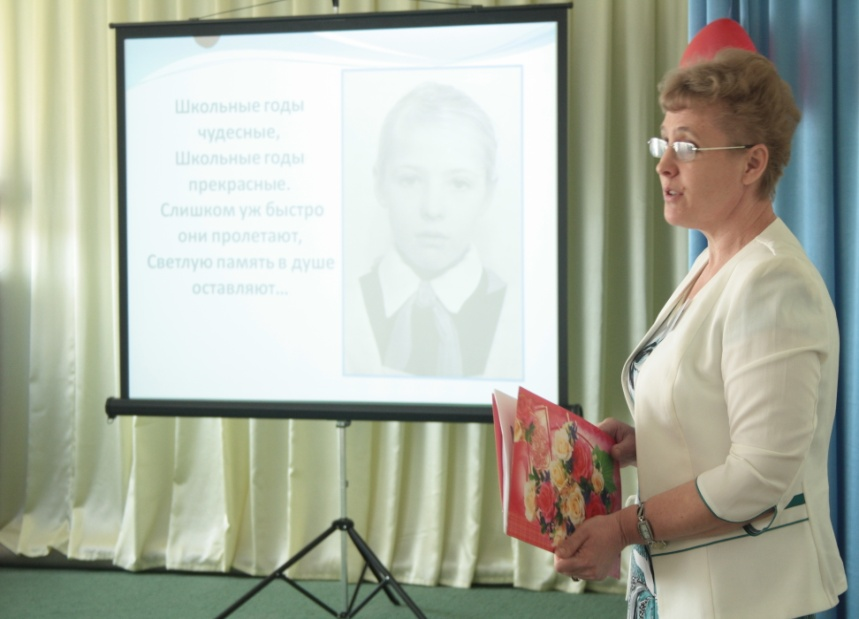 Школьные годы
чудесные,
Школьные годы
прекрасные.
Слишком уж быстро
они пролетают,
Светлую память в душе
оставляют...